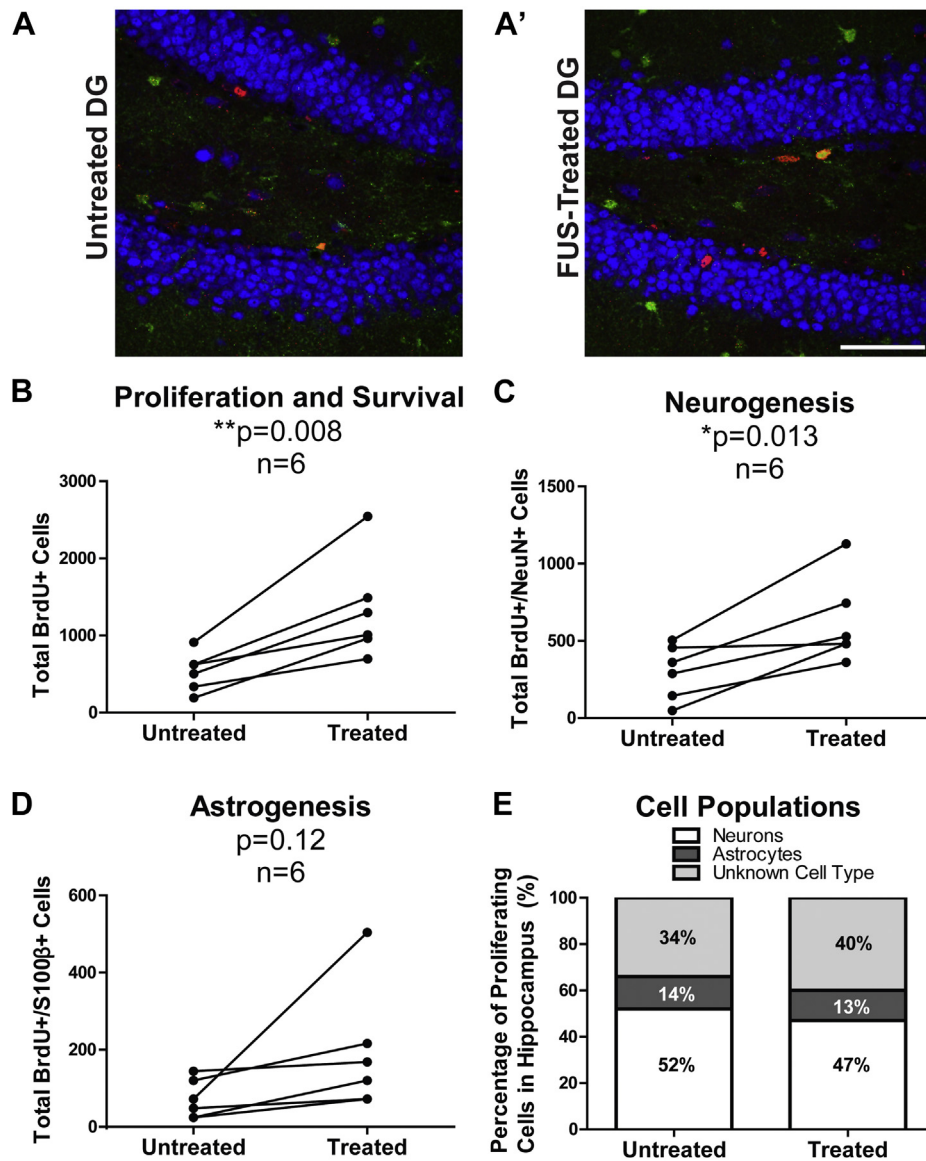 A
Untreated DG
A'
FUS-Treated DG
B
Proliferation and Survival
**p=0.008
n=6
Total BrdU+ Cells
3000
2000
1000
0
Untreated
Treated
C
Neurogenesis
*p=0.013
n=6
Total BrdU+/NeuN+ Cells
1500
1000
500
0
Untreated
Treated
D
Astrogenesis
p=0.12
n=6
Total BrdU+/S100β+ Cells
600
400
200
0
Untreated
Treated
E
Cell Populations
Neurons
Astrocytes
Unknown Cell Type
Percentage of Proliferating
Cells in Hippocampus (%)
100
80
60
40
20
0
34%
14%
52%
40%
13%
47%
Untreated
Treated